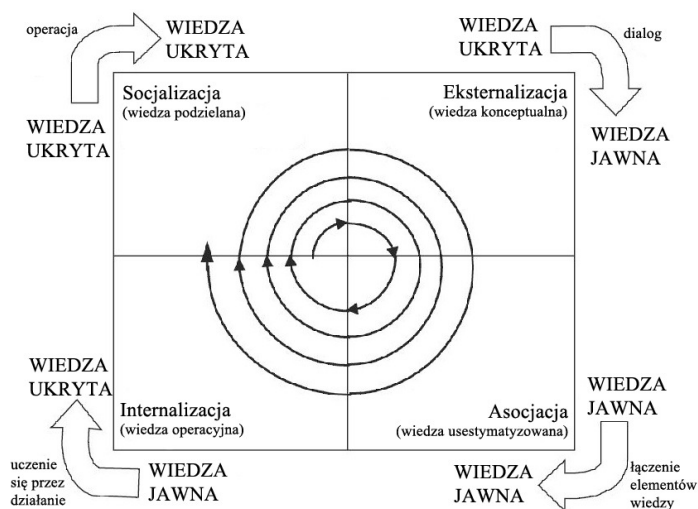 operacja
WIEDZA
UKRYTA
WIEDZA
UKRYTA
dialog
Socjalizacja
(wiedza podzielana)
Eksternalizacja
(wiedza konceptualna)
WIEDZA
UKRYTA
WIEDZA
JAWNA
WIEDZA
UKRYTA
WIEDZA
JAWNA
Internalizacja
(wiedza operacyjna)
Asocjacja
(wiedza usestymatyzowana)
uczenie
się przez
działanie
WIEDZA
JAWNA
WIEDZA
JAWNA
łączenie
elementów
wiedzy